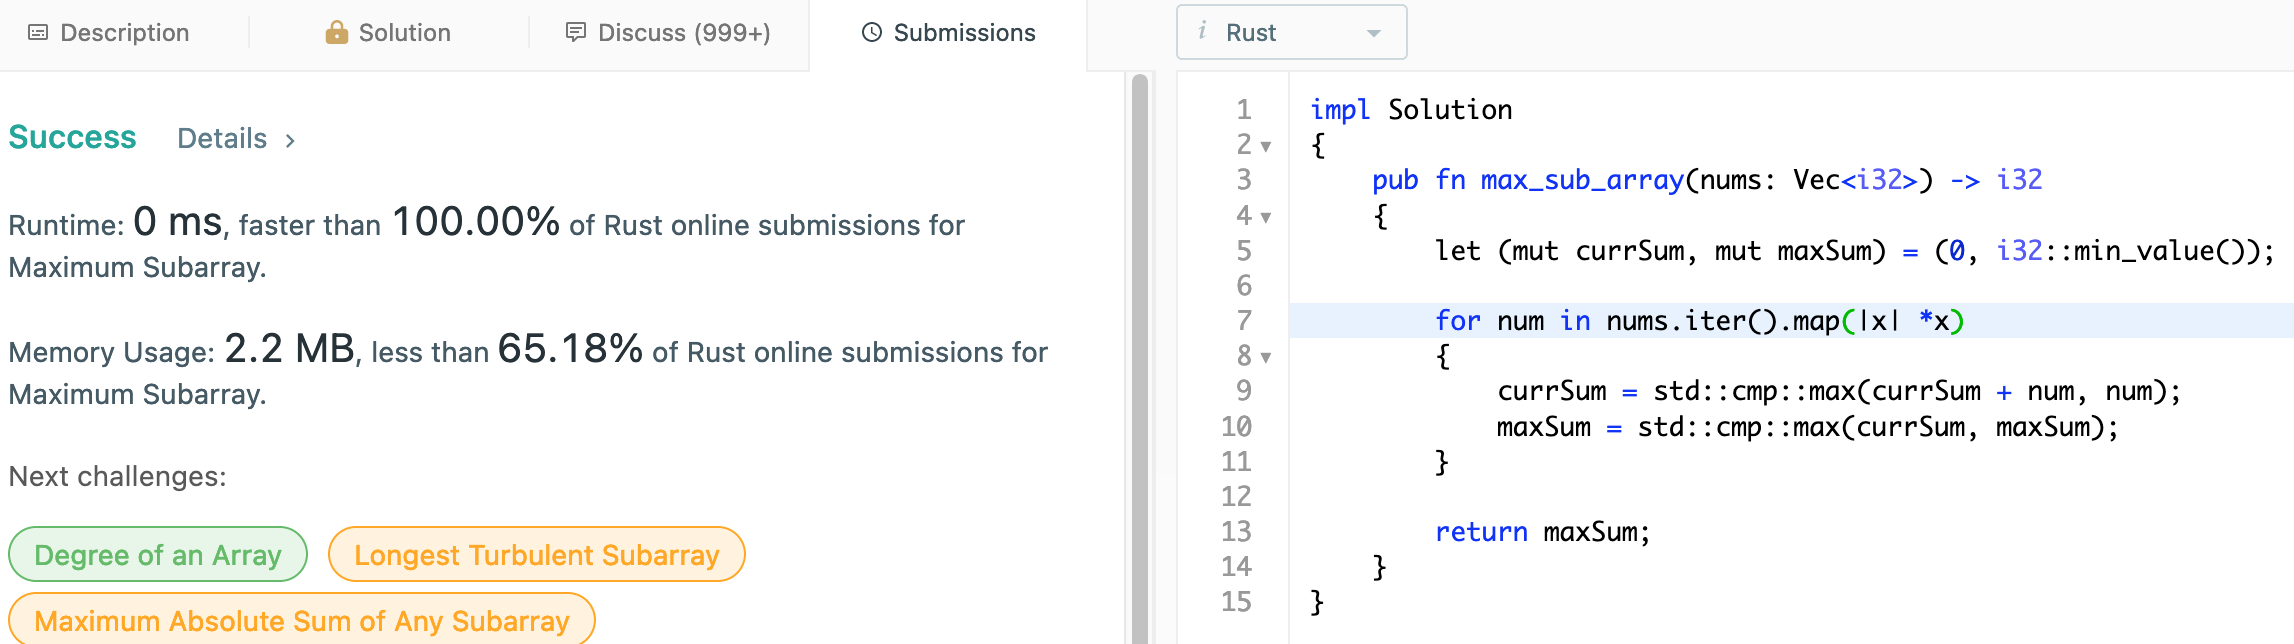 Description
Solution
Discuss (999+)
Submissions
i Rust
Success Details >
Runtime: 0 ms, faster than 100.00% of Rust online submissions for
Maximum Subarray.
Memory Usage: 2.2 MB, less than 65.18% of Rust online submissions for
Maximum Subarray.
Next challenges:
Degree of an Array
Longest Turbulent Subarray
Maximum Absolute Sum of Any Subarray
1 impl Solution
2 {
3     pub fn max_sub_array(nums: Vec<i32>) -> i32
4     {
5         let (mut currSum, mut maxSum) = (0, i32::min_value());
6
7         for num in nums.iter().map(|x| *x)
8         {
9             currSum = std::cmp::max(currSum + num, num);
10             maxSum = std::cmp::max(currSum, maxSum);
11         }
12
13         return maxSum;
14     }
15 }